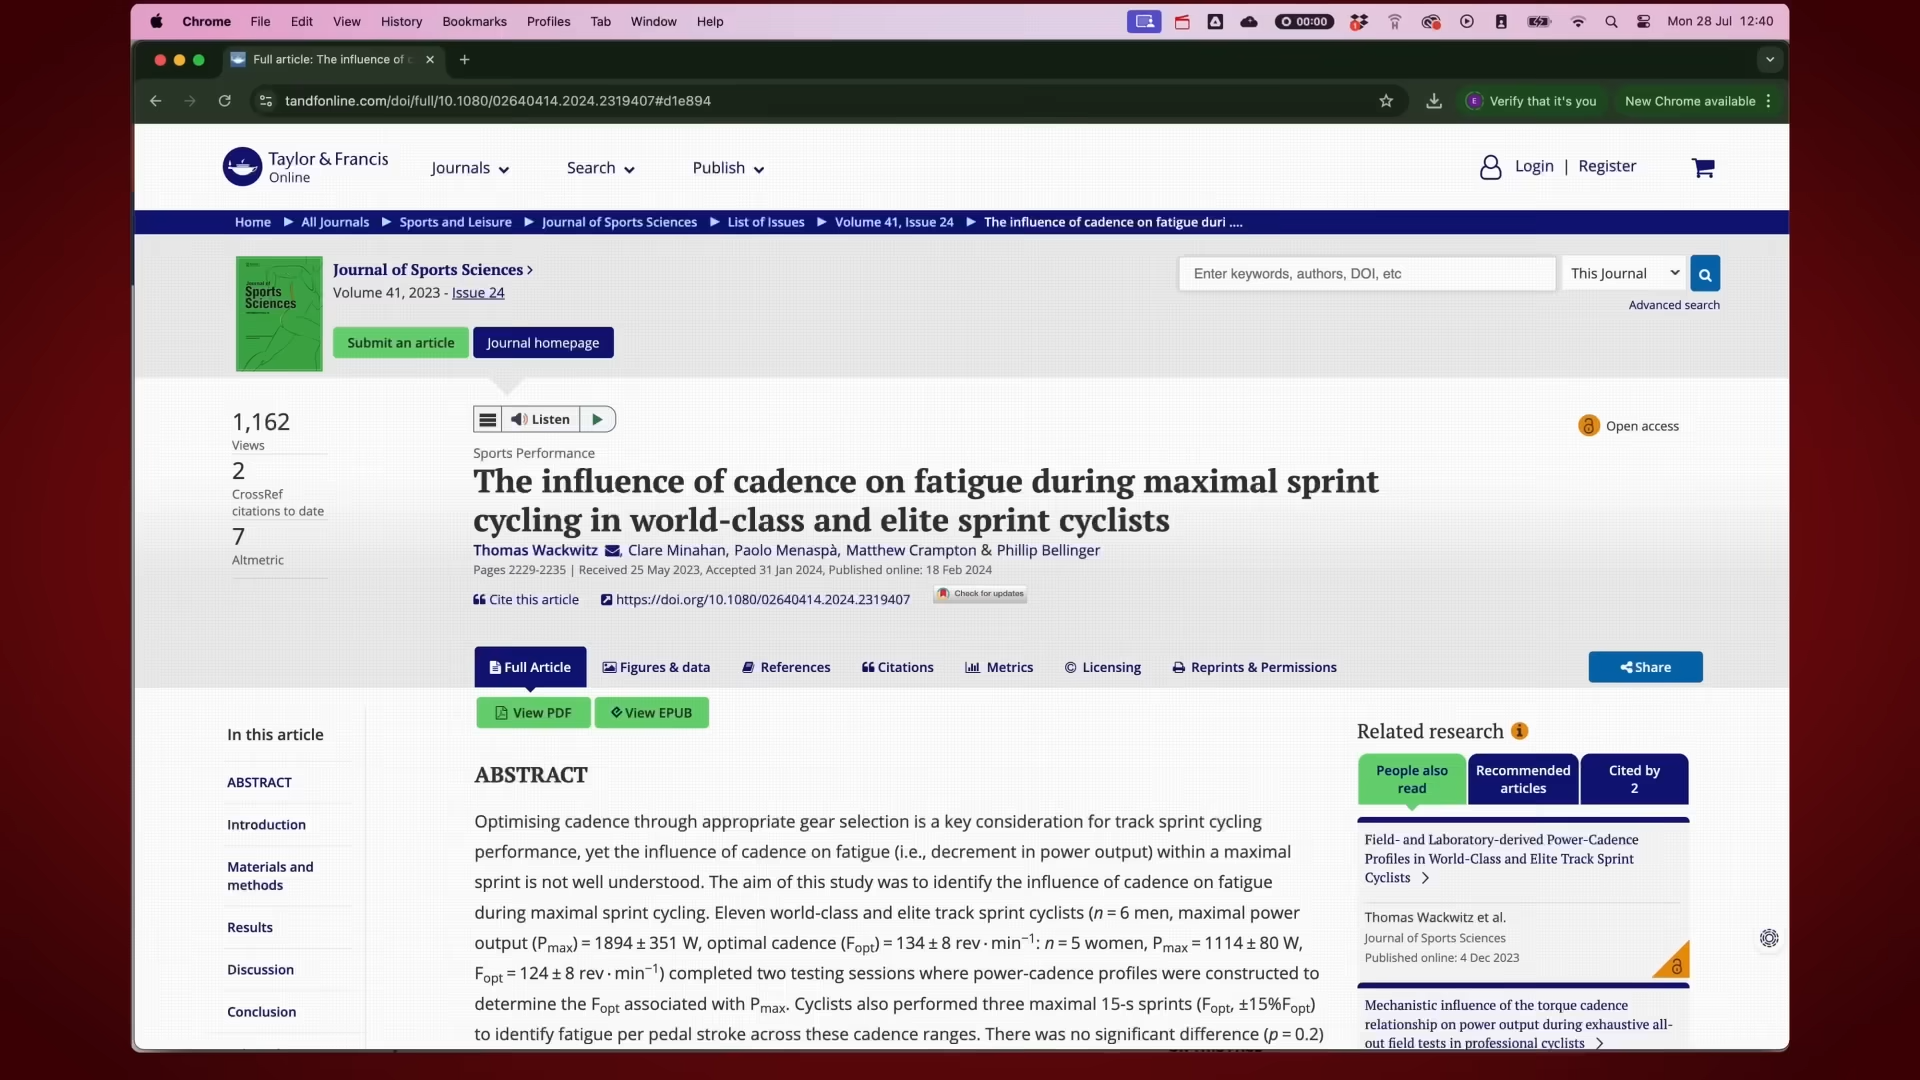 Chrome File Edit View History Bookmarks Profiles Tab Window Help 00:00 Mon 28 Jul 12:40
Full article: The influence of
tandfonline.com/doi/full/10.1080/02640414.2024.2319407#d1e894 E Verify that it's you New Chrome available
Taylor & Francis
Online
Journals Search Publish Login | Register
Home ▶ All Journals ▶ Sports and Leisure ▶ Journal of Sports Sciences ▶ List of Issues ▶ Volume 41, Issue 24 ▶ The influence of cadence on fatigue duri ....
Journal of
Sports
Sciences
Journal of Sports Sciences >
Volume 41, 2023 - Issue 24
Submit an article Journal homepage
Enter keywords, authors, DOI, etc This Journal
Advanced search
1,162
Views
2
CrossRef
citations to date
7
Altmetric
Listen
Open access
Sports Performance
The influence of cadence on fatigue during maximal sprint
cycling in world-class and elite sprint cyclists
Thomas Wackwitz, Clare Minahan, Paolo Menaspà, Matthew Crampton & Phillip Bellinger
Pages 2229-2235 | Received 25 May 2023, Accepted 31 Jan 2024, Published online: 18 Feb 2024
Cite this article https://doi.org/10.1080/02640414.2024.2319407 Check for updates
Full Article Figures & data References Citations Metrics Licensing Reprints & Permissions Share
View PDF View EPUB
In this article
ABSTRACT
Introduction
Materials and
methods
Results
Discussion
Conclusion
ABSTRACT
Optimising cadence through appropriate gear selection is a key consideration for track sprint cycling
performance, yet the influence of cadence on fatigue (i.e., decrement in power output) within a maximal
sprint is not well understood. The aim of this study was to identify the influence of cadence on fatigue
during maximal sprint cycling. Eleven world-class and elite track sprint cyclists (n = 6 men, maximal power
output (Pmax) = 1894 ± 351 W, optimal cadence (Fopt) = 134 ± 8 rev · min−1: n = 5 women, Pmax = 1114 ± 80 W,
Fopt = 124 ± 8 rev · min−1) completed two testing sessions where power-cadence profiles were constructed to
determine the Fopt associated with Pmax. Cyclists also performed three maximal 15-s sprints (Fopt, ±15%Fopt)
to identify fatigue per pedal stroke across these cadence ranges. There was no significant difference (p = 0.2)
Related research
People also
read
Recommended
articles
Cited by
2
Field- and Laboratory-derived Power-Cadence
Profiles in World-Class and Elite Track Sprint
Cyclists >
Thomas Wackwitz et al.
Journal of Sports Sciences
Published online: 4 Dec 2023
Mechanistic influence of the torque cadence
relationship on power output during exhaustive all-
out field tests in professional cyclists >